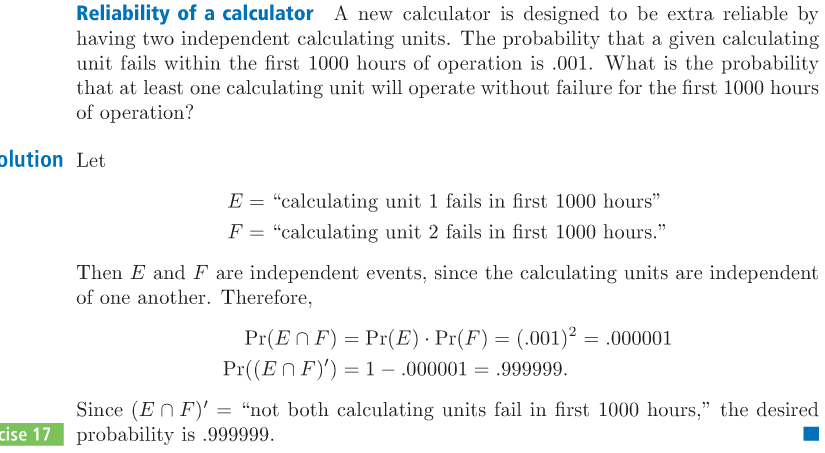 Reliability of a calculator A new calculator is designed to be extra reliable by
having two independent calculating units. The probability that a given calculating
unit fails within the first 1000 hours of operation is .001. What is the probability
that at least one calculating unit will operate without failure for the first 1000 hours
of operation?
olution Let
E = “calculating unit 1 fails in first 1000 hours”
F = “calculating unit 2 fails in first 1000 hours.”
Then E and F are independent events, since the calculating units are independent
of one another. Therefore,
Pr(E ∩ F) = Pr(E) · Pr(F) = (.001)² = .000001
Pr((E ∩ F)′) = 1 − .000001 = .999999.
Since (E ∩ F)′ = “not both calculating units fail in first 1000 hours,” the desired
cise 17 probability is .999999.